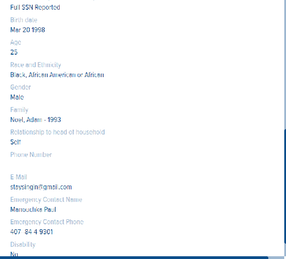 Full SSN Reported
Birth date
Mar 20 1998
Age
25
Race and Ethnicity
Black, African American or African
Gender
Male
Family
Noel, Adam - 1993
Relationship to head of household
Self
Phone Number
E Mail
staysingin@gmail.com
Emergency Contact Name
Manouchka Paul
Emergency Contact Phone
407 84 4 9301
Disability
No